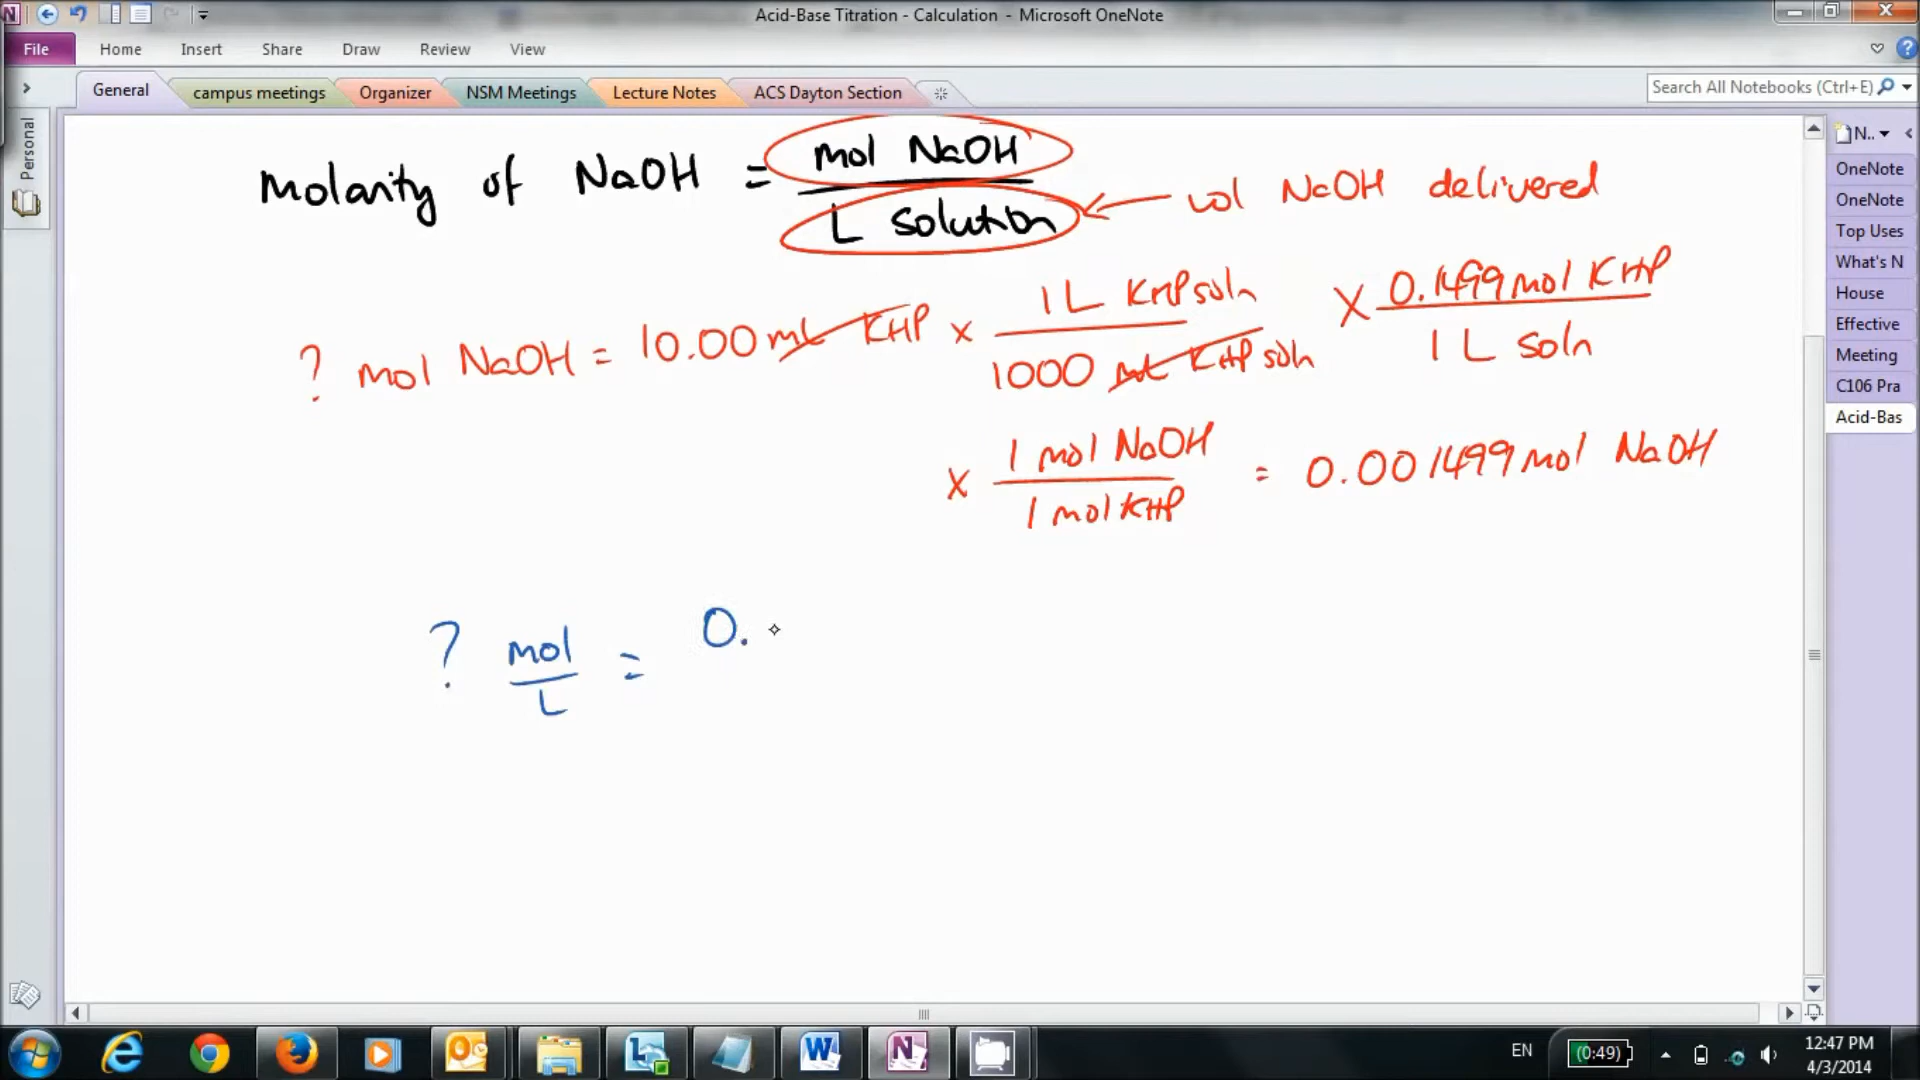 Acid-Base Titration - Calculation - Microsoft OneNote
File Home Insert Share Draw Review View
General campus meetings Organizer NSM Meetings Lecture Notes ACS Dayton Section
Search All Notebooks (Ctrl+E)
Personal
N..
OneNote
OneNote
Top Uses
What's N
House
Effective
Meeting
C106 Pra
Acid-Bas
Molarity of NaOH = mol NaOH
L solution
vol NaOH delivered
? mol NaOH = 10.00 mL KHP x 1 L KHP soln X 0.1499 mol KHP
1000 mL KHP soln 1 L soln
x 1 mol NaOH = 0.001499 mol NaOH
1 mol KHP
? mol = 0.
L
EN
(0:49)
12:47 PM
4/3/2014